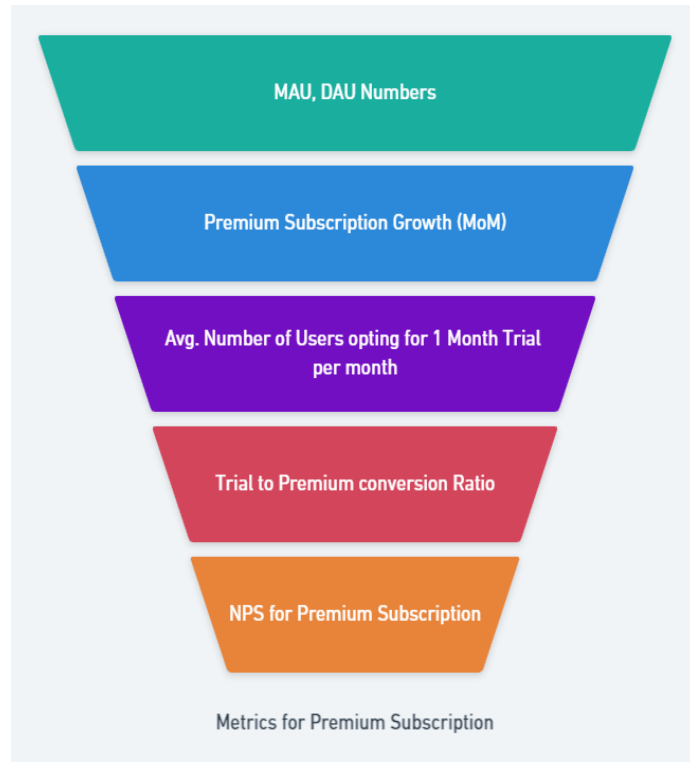 MAU, DAU Numbers
Premium Subscription Growth (MoM)
Avg. Number of Users opting for 1 Month Trial
per month
Trial to Premium conversion Ratio
NPS for Premium Subscription
Metrics for Premium Subscription